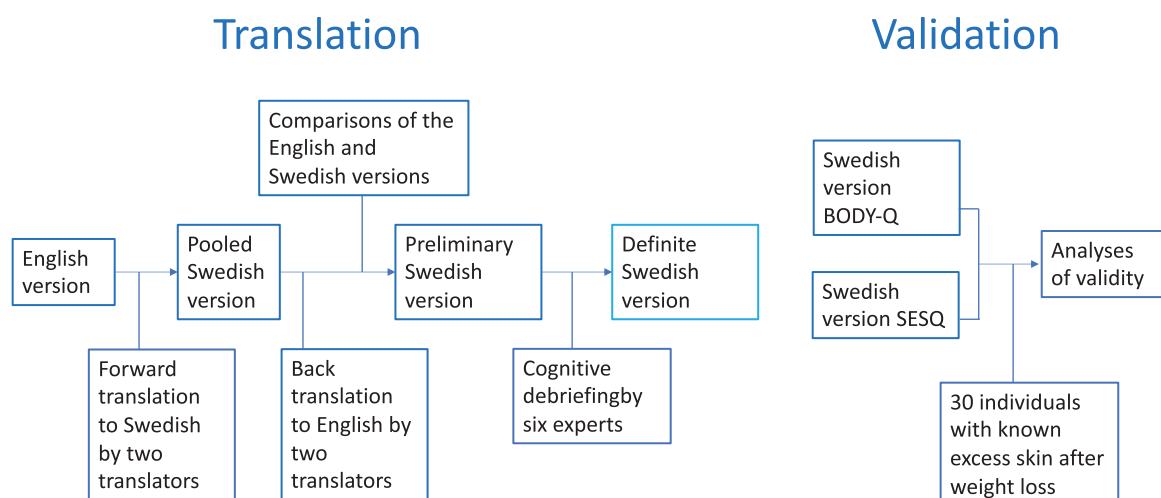 Translation
Validation
Comparisons of the
English and
Swedish versions
English
version
Pooled
Swedish
version
Preliminary
Swedish
version
Definite
Swedish
version
Forward
translation
to Swedish
by two
translators
Back
translation
to English by
two
translators
Cognitive
debriefingby
six experts
Swedish
version
BODY-Q
Swedish
version SESQ
Analyses
of validity
30 individuals
with known
excess skin after
weight loss